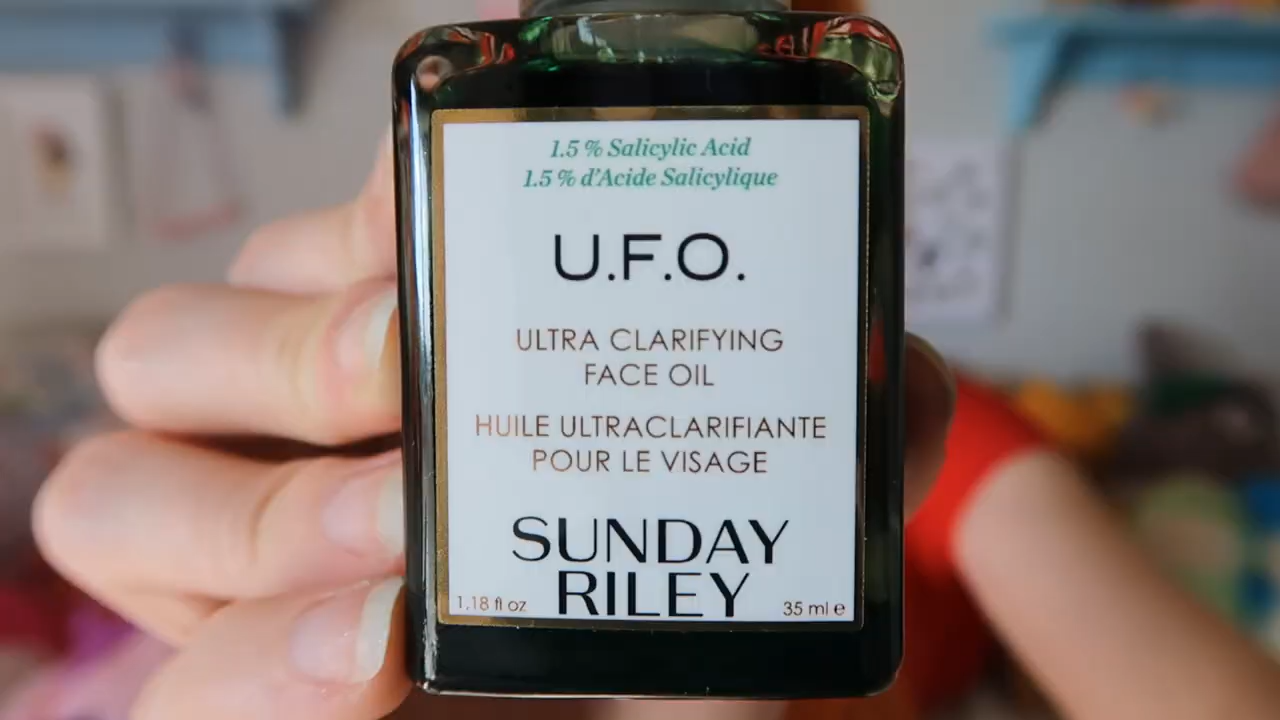 1.5 % Salicylic Acid
1.5 % d'Acide Salicylique
U.F.O.
ULTRA CLARIFYING
FACE OIL
HUILE ULTRACLARIFIANTE
POUR LE VISAGE
SUNDAY
RILEY
1,18 fl oz 35 ml e